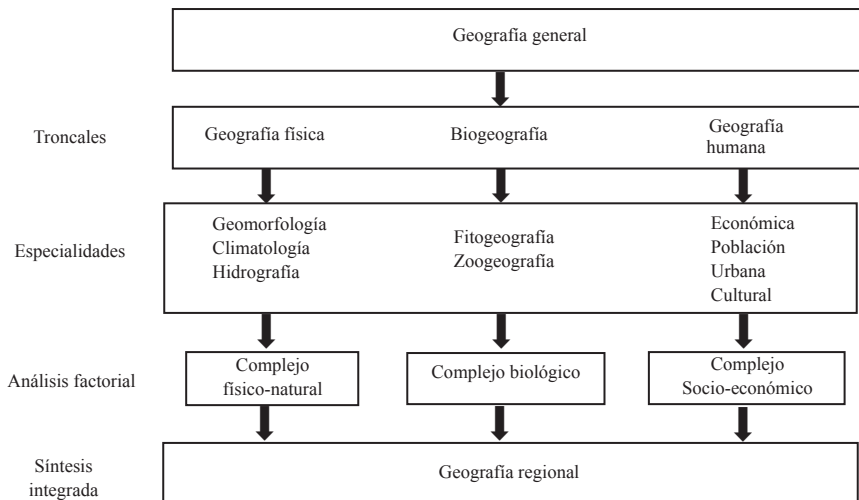 Geografía general
Troncales
Geografía física
Biogeografía
Geografía
humana
Especialidades
Geomorfología
Climatología
Hidrografía
Fitogeografía
Zoogeografía
Económica
Población
Urbana
Cultural
Análisis factorial
Complejo
físico-natural
Complejo biológico
Complejo
Socio-económico
Síntesis
integrada
Geografía regional